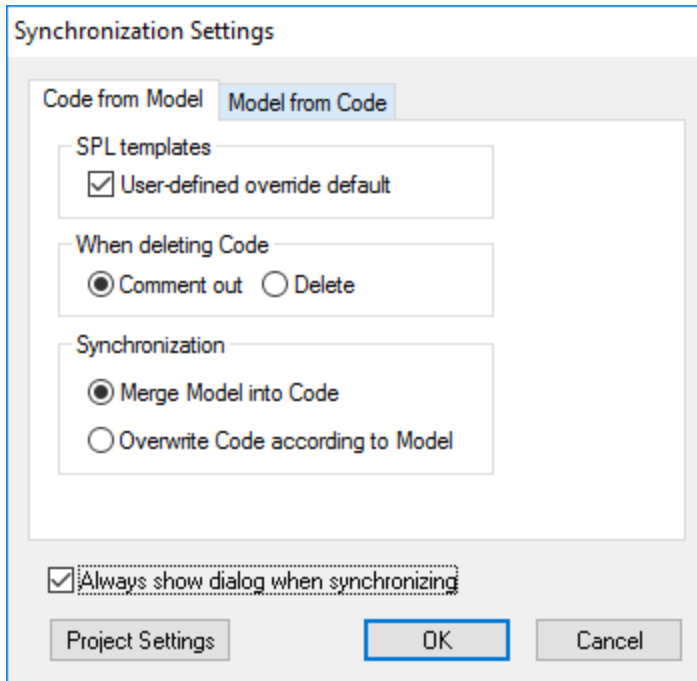 Synchronization Settings
Code from Model Model from Code
SPL templates
User-defined override default
When deleting Code
Comment out Delete
Synchronization
Merge Model into Code
Overwrite Code according to Model
Always show dialog when synchronizing
Project Settings OK Cancel